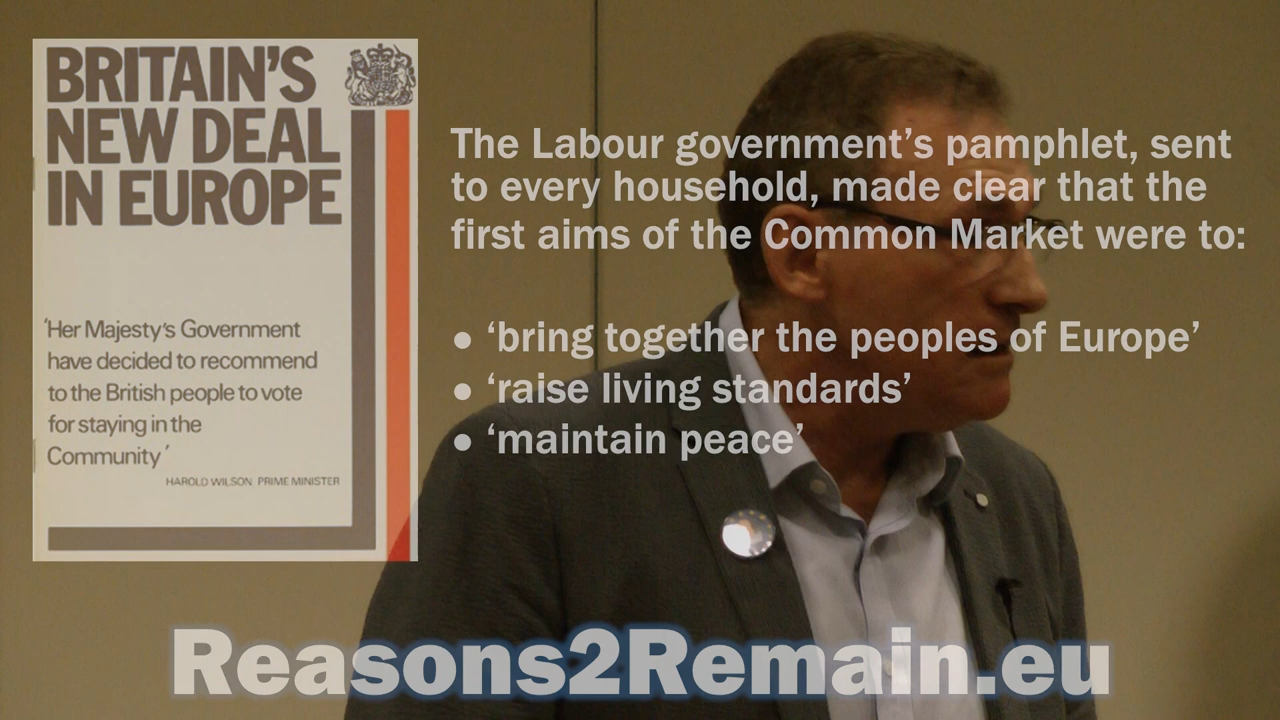 BRITAIN'S
NEW DEAL
IN EUROPE
'Her Majesty's Government
have decided to recommend
to the British people to vote
for staying in the
Community'
HAROLD WILSON PRIME MINISTER
The Labour government's pamphlet, sent
to every household, made clear that the
first aims of the Common Market were to:
• 'bring together the peoples of Europe'
• 'raise living standards'
• 'maintain peace'
Reasons2Remain.eu